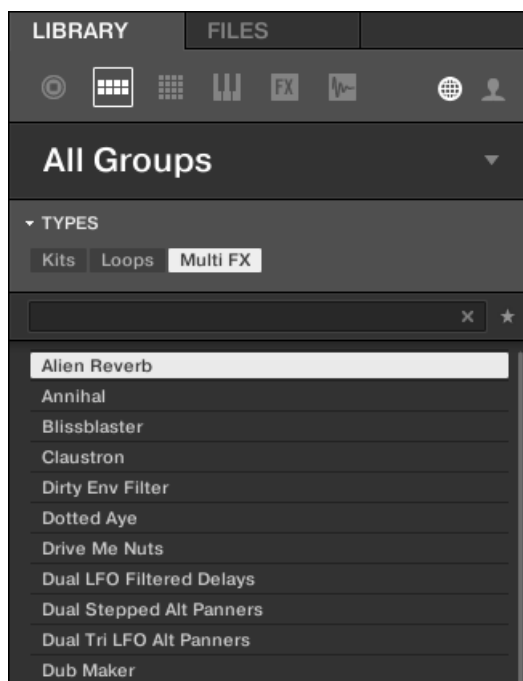 LIBRARY FILES
FX
All Groups
TYPES
Kits Loops Multi FX
Alien Reverb
Annihal
Blissblaster
Claustron
Dirty Env Filter
Dotted Aye
Drive Me Nuts
Dual LFO Filtered Delays
Dual Stepped Alt Panners
Dual Tri LFO Alt Panners
Dub Maker